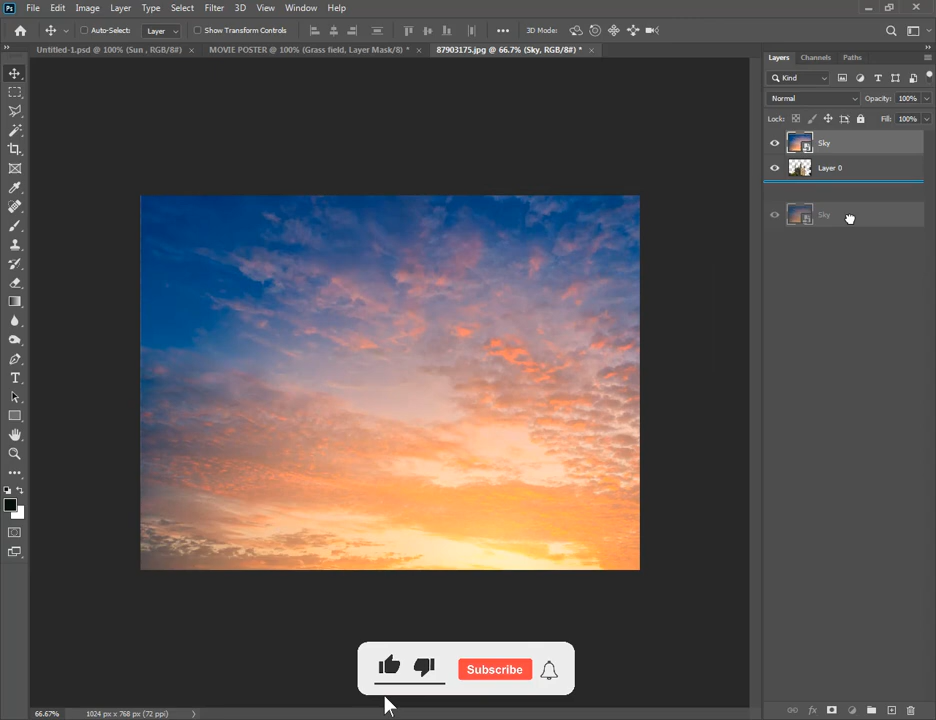 Ps File Edit Image Layer Type Select Filter 3D View Window Help
Auto-Select: Layer Show Transform Controls 3D Mode:
Untitled-1.psd @ 100% (Sun , RGB/8#) × MOVIE POSTER @ 100% (Grass field, Layer Mask/8) * × 87903175.jpg @ 66.7% (Sky, RGB/8#) * ×
Layers Channels Paths
Kind
Normal Opacity: 100%
Lock: Fill: 100%
Sky
Layer 0
Sky
T
Subscribe
66.67% 1024 px x 768 px (72 ppi)
fx